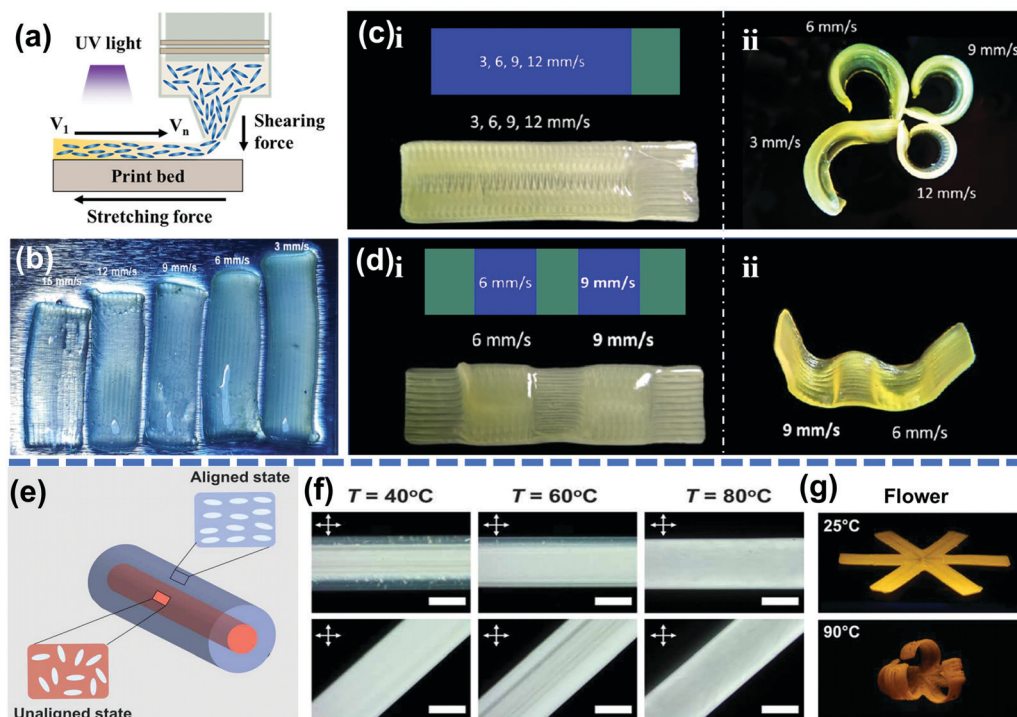 (a)
UV light
V1
Vn
Shearing
force
Print bed
Stretching force
(b)
15 mm/s
12 mm/s
9 mm/s
6 mm/s
3 mm/s
(c)i
3, 6, 9, 12 mm/s
3, 6, 9, 12 mm/s
ii
6 mm/s
9 mm/s
3 mm/s
12 mm/s
(d)i
6 mm/s
9 mm/s
6 mm/s
9 mm/s
ii
9 mm/s
6 mm/s
(e)
Aligned state
Unaligned state
(f)
T = 40°C
T = 60°C
T = 80°C
(g)
Flower
25°C
90°C